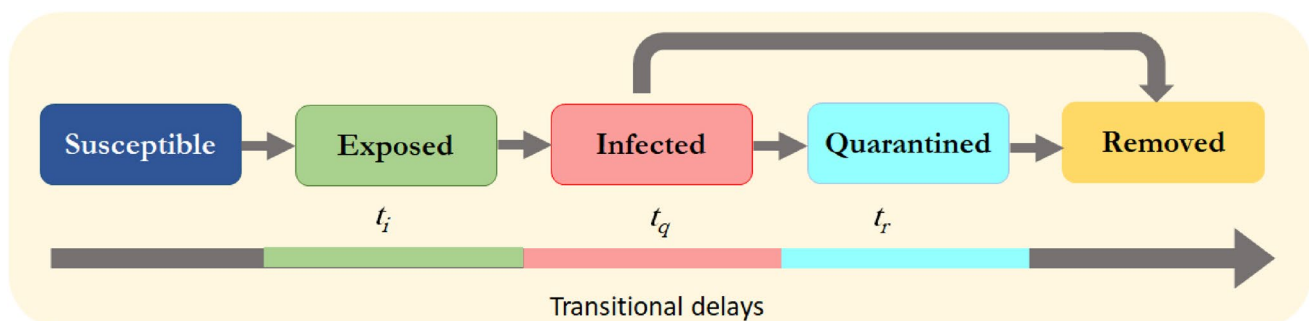 Susceptible Exposed Infected Quarantined Removed
t_i t_q t_r
Transitional delays